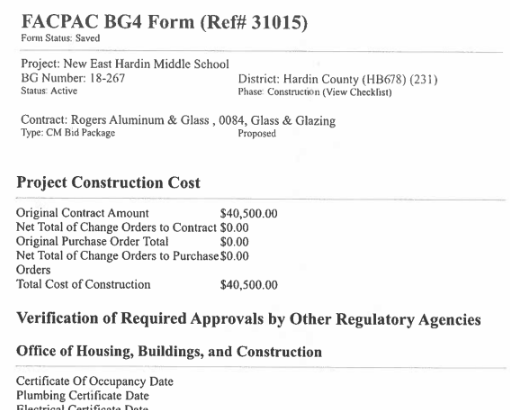 FACPAC BG4 Form (Ref# 31015)
Form Status: Saved
Project: New East Hardin Middle School
BG Number: 18-267 District: Hardin County (HB678) (231)
Status: Active Phase: Construction (View Checklist)
Contract: Rogers Aluminum & Glass , 0084, Glass & Glazing
Type: CM Bid Package Proposed
Project Construction Cost
Original Contract Amount $40,500.00
Net Total of Change Orders to Contract $0.00
Original Purchase Order Total $0.00
Net Total of Change Orders to Purchase $0.00
Orders
Total Cost of Construction $40,500.00
Verification of Required Approvals by Other Regulatory Agencies
Office of Housing, Buildings, and Construction
Certificate Of Occupancy Date
Plumbing Certificate Date
Electrical Certificate Date